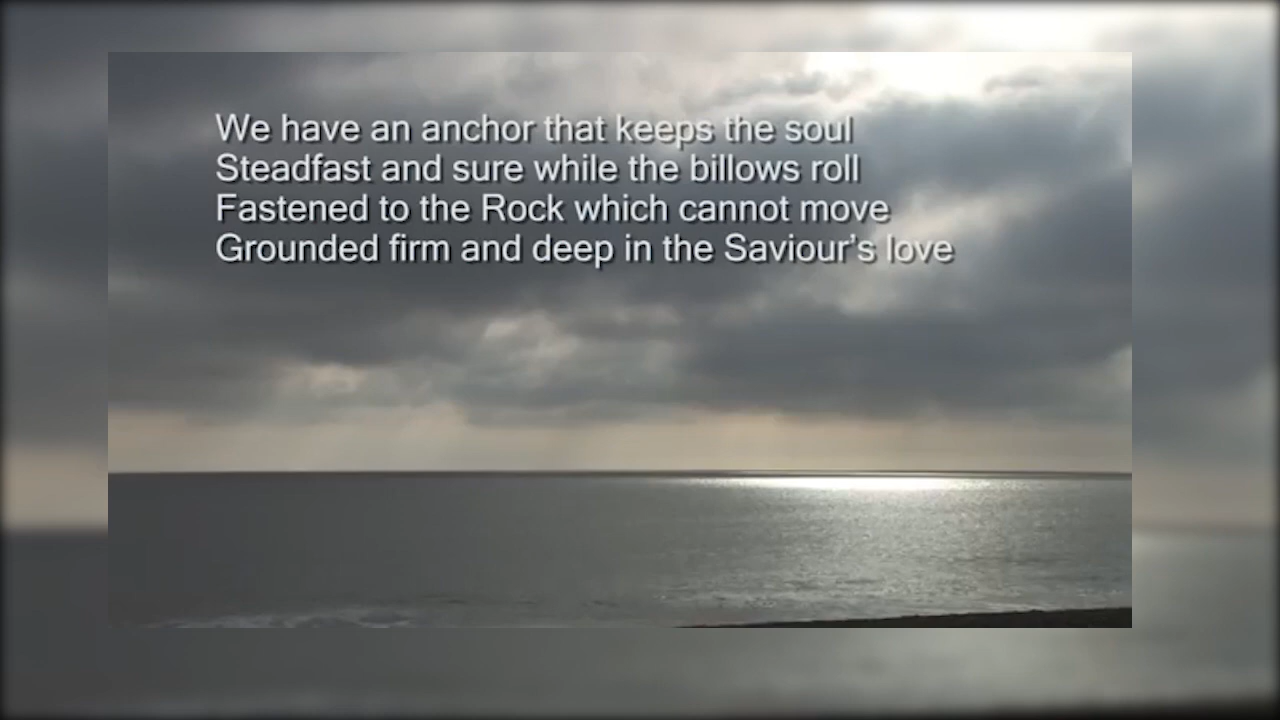 We have an anchor that keeps the soul
Steadfast and sure while the billows roll
Fastened to the Rock which cannot move
Grounded firm and deep in the Saviour's love